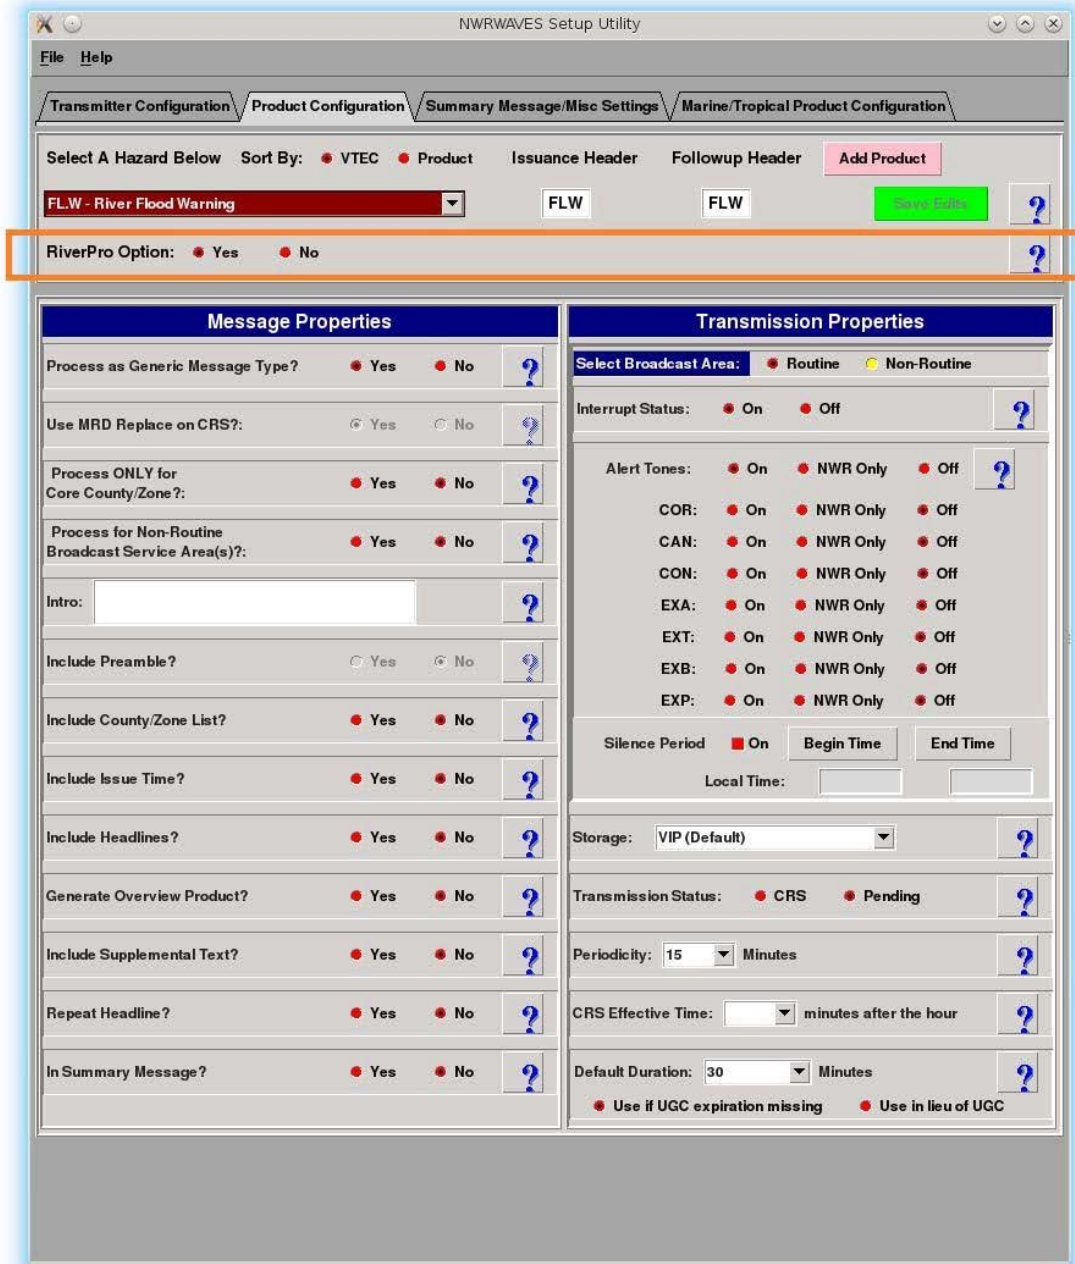 NWRWAVES Setup Utility
File Help
Transmitter Configuration Product Configuration Summary Message/Misc Settings Marine/Tropical Product Configuration
Select A Hazard Below Sort By: VTEC Product Issuance Header Followup Header Add Product
FL.W - River Flood Warning FLW FLW Save Edits ?
RiverPro Option: Yes No ?
Message Properties
Process as Generic Message Type? Yes No ?
Use MRD Replace on CRS?: Yes No ?
Process ONLY for
Core County/Zone?: Yes No ?
Process for Non-Routine
Broadcast Service Area(s)?: Yes No ?
Intro: ?
Include Preamble? Yes No ?
Include County/Zone List? Yes No ?
Include Issue Time? Yes No ?
Include Headlines? Yes No ?
Generate Overview Product? Yes No ?
Include Supplemental Text? Yes No ?
Repeat Headline? Yes No ?
In Summary Message? Yes No ?
Transmission Properties
Select Broadcast Area: Routine Non-Routine
Interrupt Status: On Off ?
Alert Tones: On NWR Only Off ?
COR: On NWR Only Off
CAN: On NWR Only Off
CON: On NWR Only Off
EXA: On NWR Only Off
EXT: On NWR Only Off
EXB: On NWR Only Off
EXP: On NWR Only Off
Silence Period On Begin Time End Time
Local Time:
Storage: VIP (Default) ?
Transmission Status: CRS Pending ?
Periodicity: 15 Minutes ?
CRS Effective Time: minutes after the hour ?
Default Duration: 30 Minutes ?
Use if UGC expiration missing Use in lieu of UGC